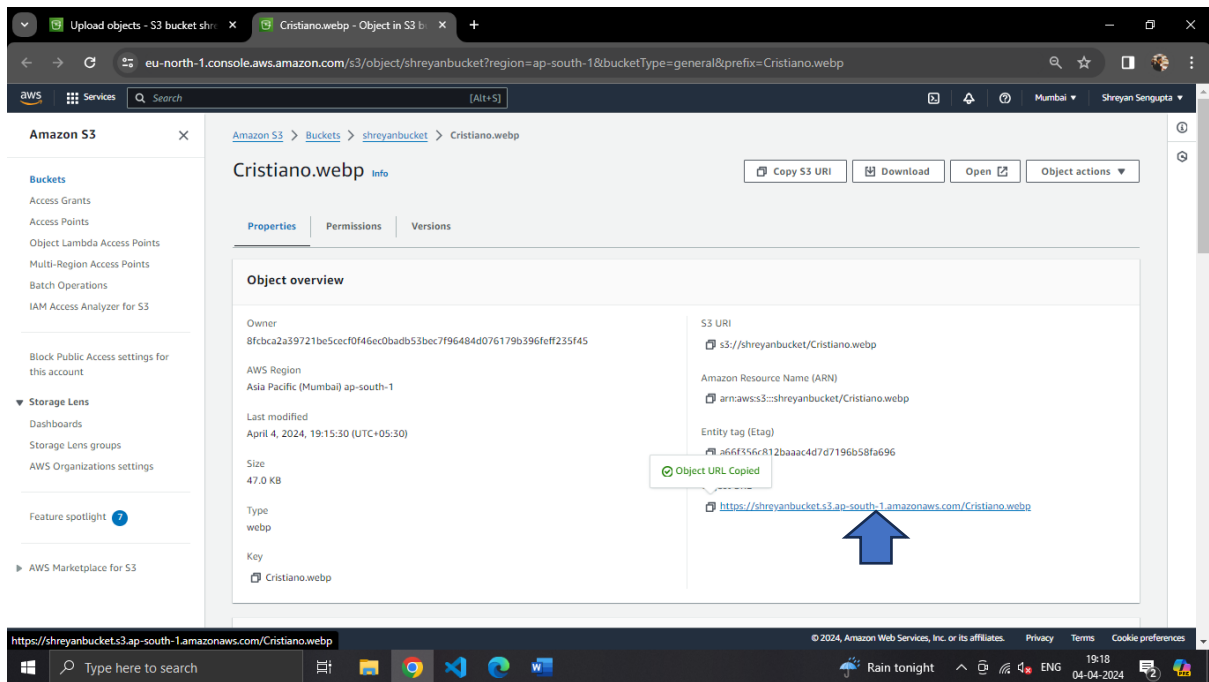 Upload objects - S3 bucket shre
Cristiano.webp - Object in S3 b
eu-north-1.console.aws.amazon.com/s3/object/shreyanbucket?region=ap-south-1&bucketType=general&prefix=Cristiano.webp
aws Services Search [Alt+S] Mumbai Shreyan Sengupta
Amazon S3
Buckets
Access Grants
Access Points
Object Lambda Access Points
Multi-Region Access Points
Batch Operations
IAM Access Analyzer for S3
Block Public Access settings for
this account
Storage Lens
Dashboards
Storage Lens groups
AWS Organizations settings
Feature spotlight 7
AWS Marketplace for S3
Amazon S3 > Buckets > shreyanbucket > Cristiano.webp
Cristiano.webp Info
Copy S3 URI Download Open Object actions
Properties Permissions Versions
Object overview
Owner
8fcbca2a39721be5cecf0f46ec0badb53bec7f96484d076179b396feff235f45
AWS Region
Asia Pacific (Mumbai) ap-south-1
Last modified
April 4, 2024, 19:15:30 (UTC+05:30)
Size
47.0 KB
Type
webp
Key
Cristiano.webp
S3 URI
s3://shreyanbucket/Cristiano.webp
Amazon Resource Name (ARN)
arn:aws:s3:::shreyanbucket/Cristiano.webp
Entity tag (Etag)
a66f356c812baaac4d7d7196b58fa696
Object URL Copied
https://shreyanbucket.s3.ap-south-1.amazonaws.com/Cristiano.webp
https://shreyanbucket.s3.ap-south-1.amazonaws.com/Cristiano.webp
© 2024, Amazon Web Services, Inc. or its affiliates. Privacy Terms Cookie preferences
Type here to search
Rain tonight
ENG
19:18
04-04-2024
2